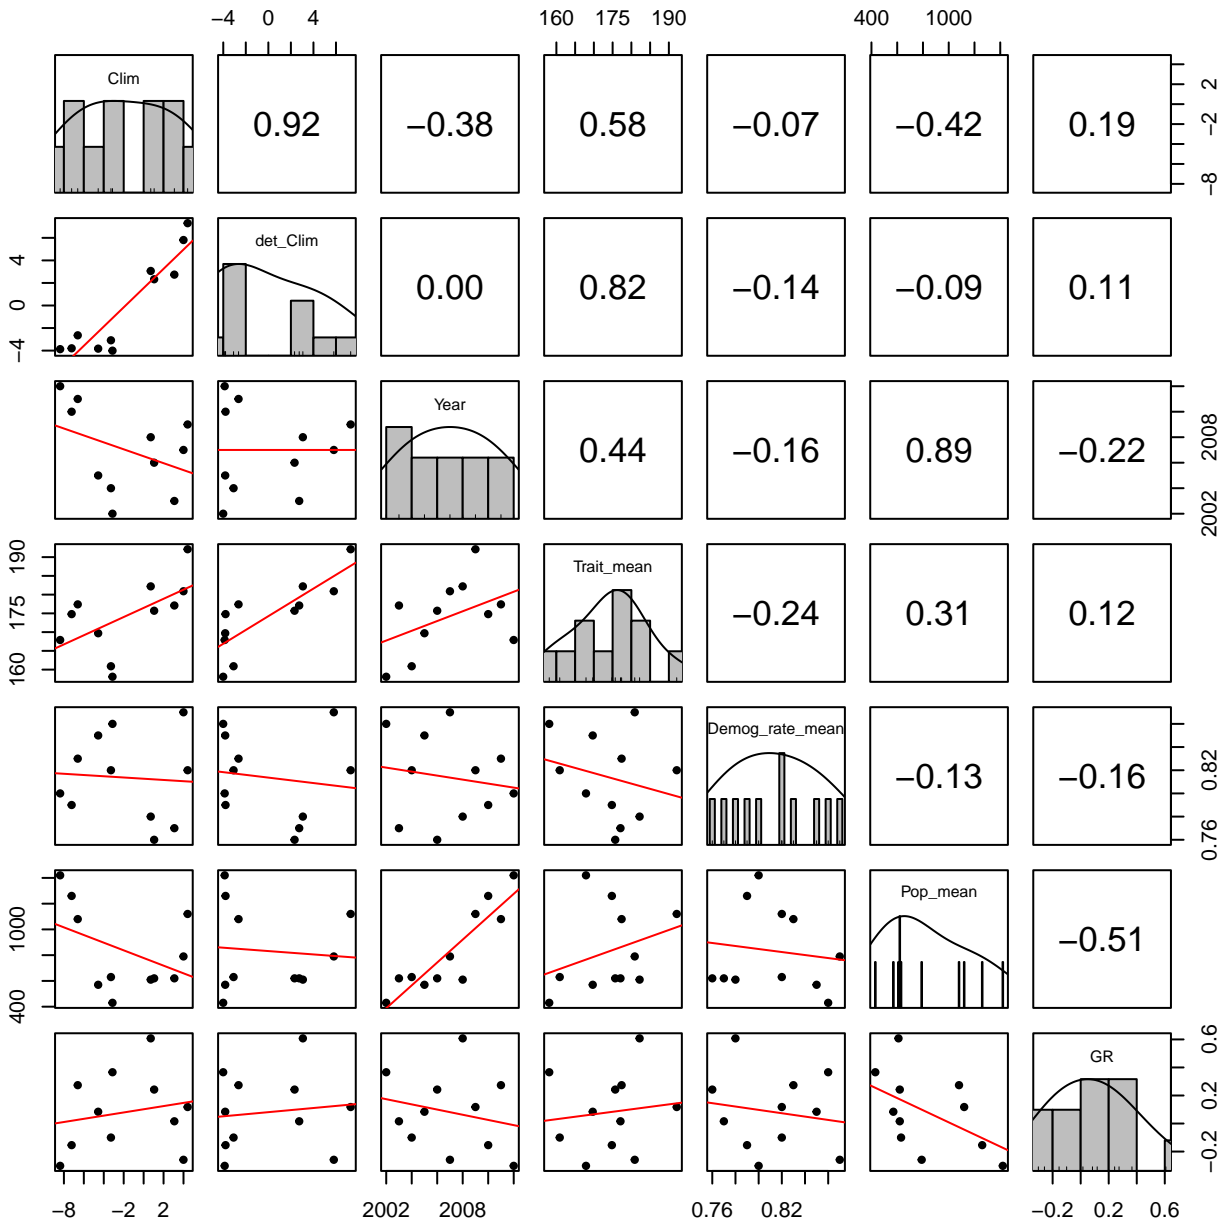 −4 0 4 160 175 190 400 1000
Clim 0.92 −0.38 0.58 −0.07 −0.42 0.19 −8 −2 2
−4 0 4 det_Clim 0.00 0.82 −0.14 −0.09 0.11
Year 0.44 −0.16 0.89 −0.22 2002 2008
160 175 190 Trait_mean −0.24 0.31 0.12
Demog_rate_mean −0.13 −0.16 0.76 0.82
400 1000 Pop_mean −0.51
GR −0.2 0.2 0.6
−8 −2 2 2002 2008 0.76 0.82 −0.2 0.2 0.6